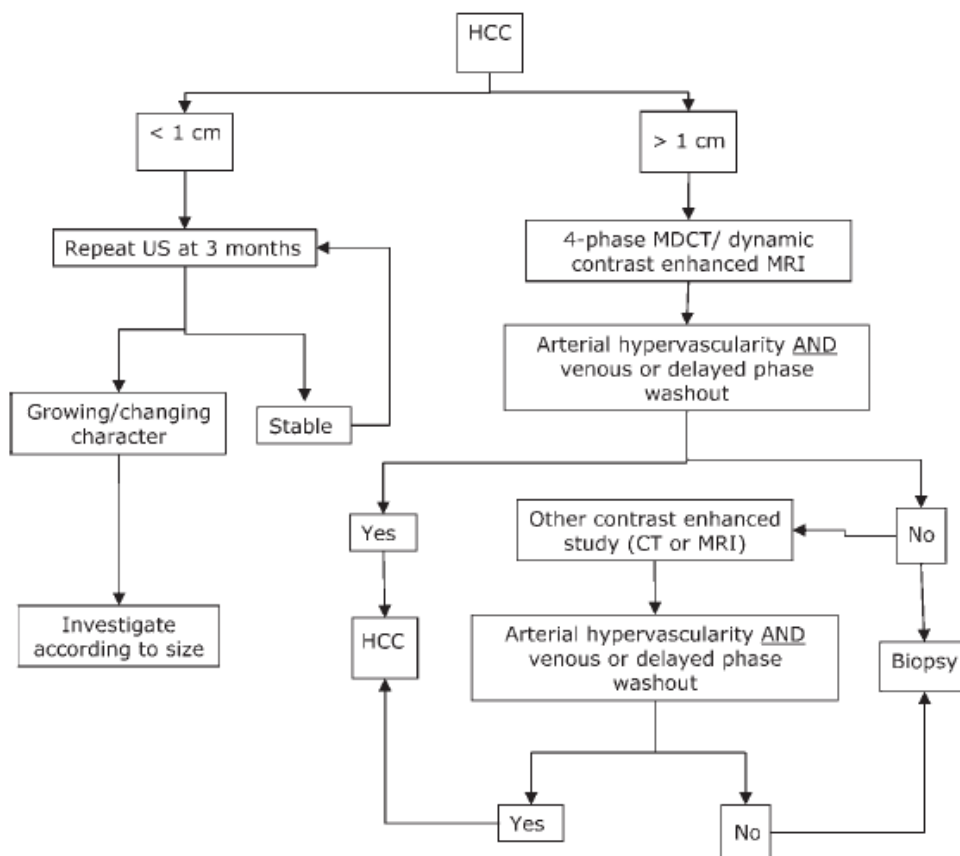 HCC
< 1 cm
> 1 cm
Repeat US at 3 months
4-phase MDCT/ dynamic
contrast enhanced MRI
Arterial hypervascularity AND
venous or delayed phase
washout
Growing/changing
character
Stable
Yes
Other contrast enhanced
study (CT or MRI)
No
Investigate
according to size
HCC
Arterial hypervascularity AND
venous or delayed phase
washout
Biopsy
Yes
No